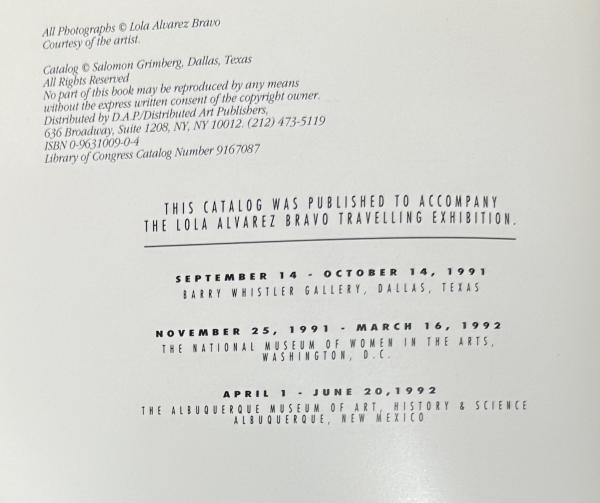 All Photographs © Lola Alvarez Bravo
Courtesy of the artist.
Catalog © Salomon Grimberg, Dallas, Texas
All Rights Reserved
No part of this book may be reproduced by any means
without the express written consent of the copyright owner.
Distributed by D.A.P./Distributed Art Publishers,
636 Broadway, Suite 1208, NY, NY 10012. (212) 473-5119
ISBN 0-9631009-0-4
Library of Congress Catalog Number 9167087
THIS CATALOG WAS PUBLISHED TO ACCOMPANY
THE LOLA ALVAREZ BRAVO TRAVELLING EXHIBITION.
SEPTEMBER 14 - OCTOBER 14, 1991
BARRY WHISTLER GALLERY, DALLAS, TEXAS
NOVEMBER 25, 1991 - MARCH 16, 1992
THE NATIONAL MUSEUM OF WOMEN IN THE ARTS,
WASHINGTON, D.C.
APRIL 1 - JUNE 20,1992
THE ALBUQUERQUE MUSEUM OF ART, HISTORY & SCIENCE
ALBUQUERQUE, NEW MEXICO